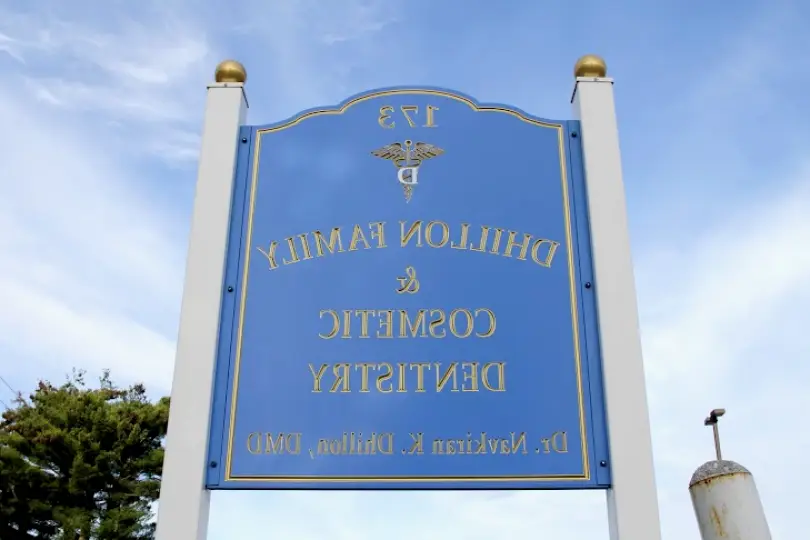 173
D
DHILLON FAMILY
&
COSMETIC
DENTISTRY
Dr. Navkiran K. Dhillon, DMD